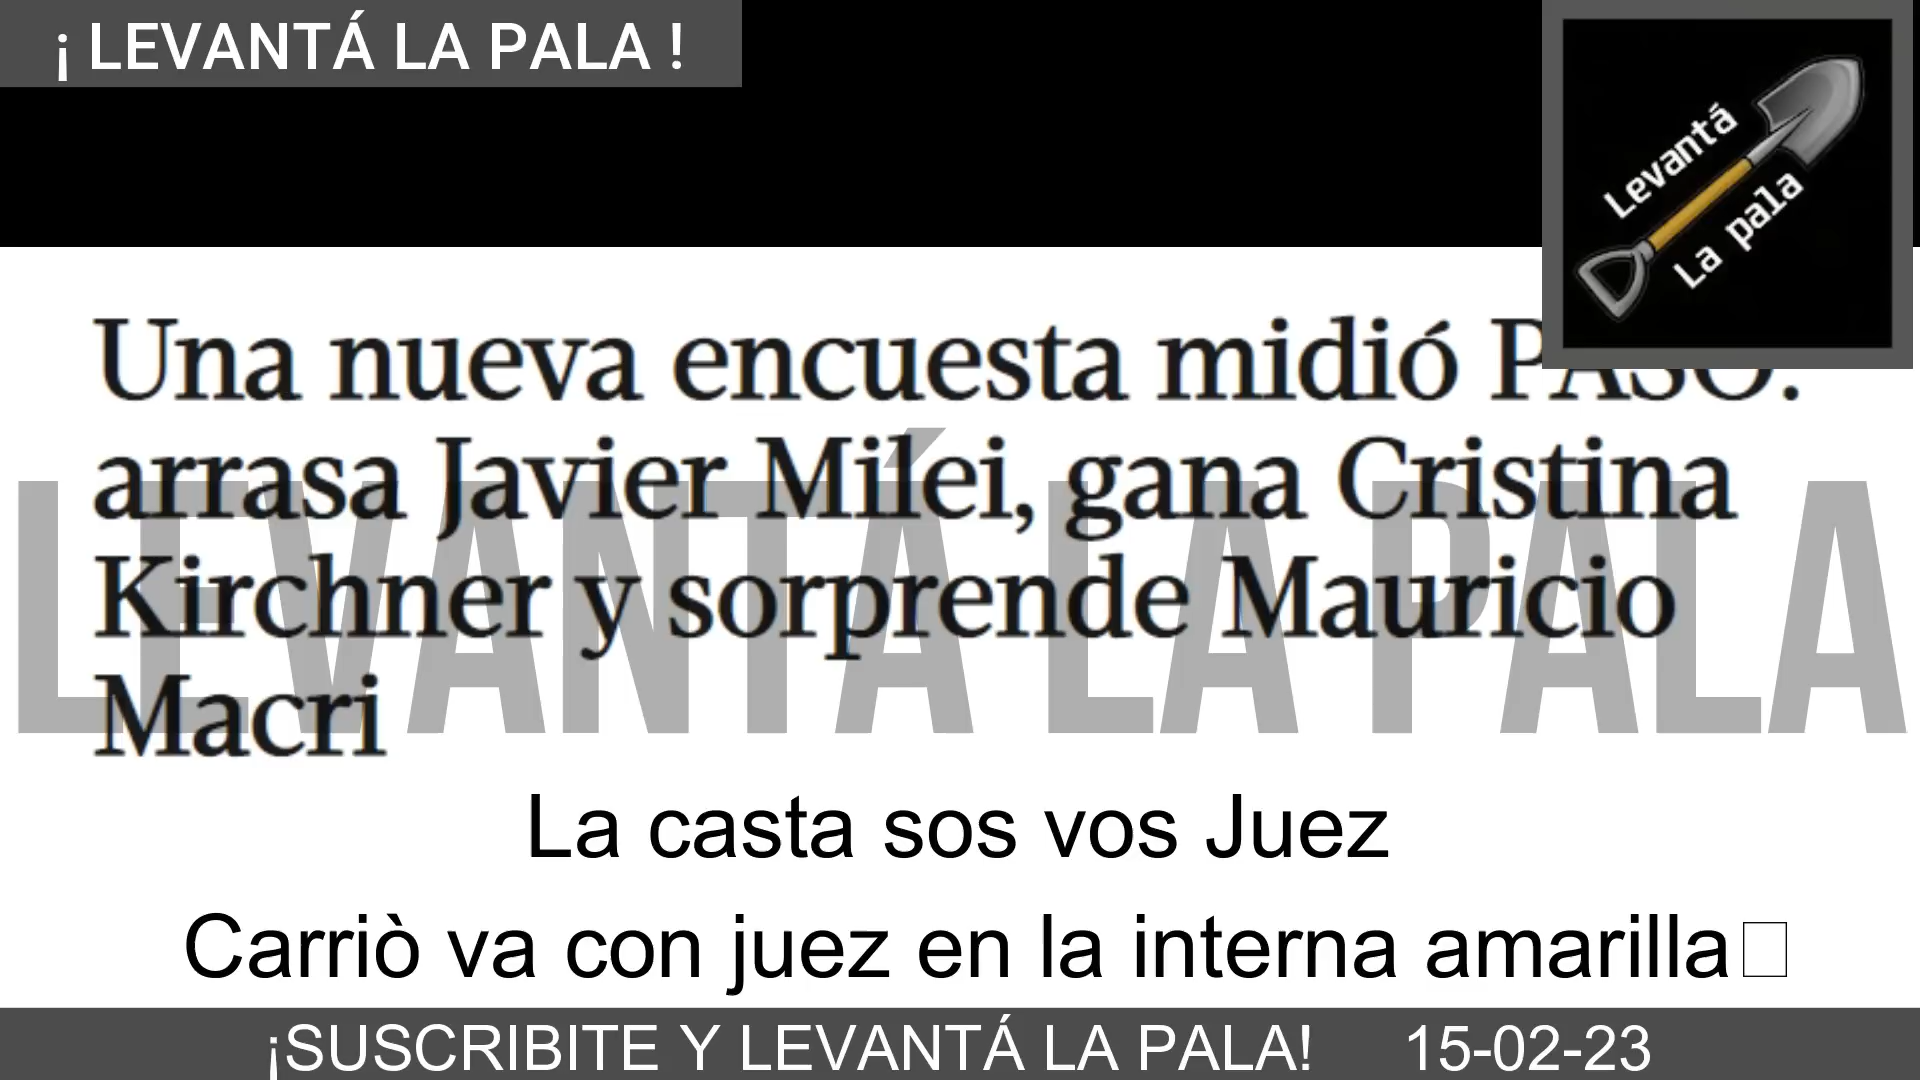 ¡ LEVANTÁ LA PALA !
Levantá
La pala
Una nueva encuesta midió PASO:
arrasa Javier Milei, gana Cristina
Kirchner y sorprende Mauricio
Macri
LEVANTÁ LA PALA
La casta sos vos Juez
Carriò va con juez en la interna amarilla
¡SUSCRIBITE Y LEVANTÁ LA PALA! 15-02-23